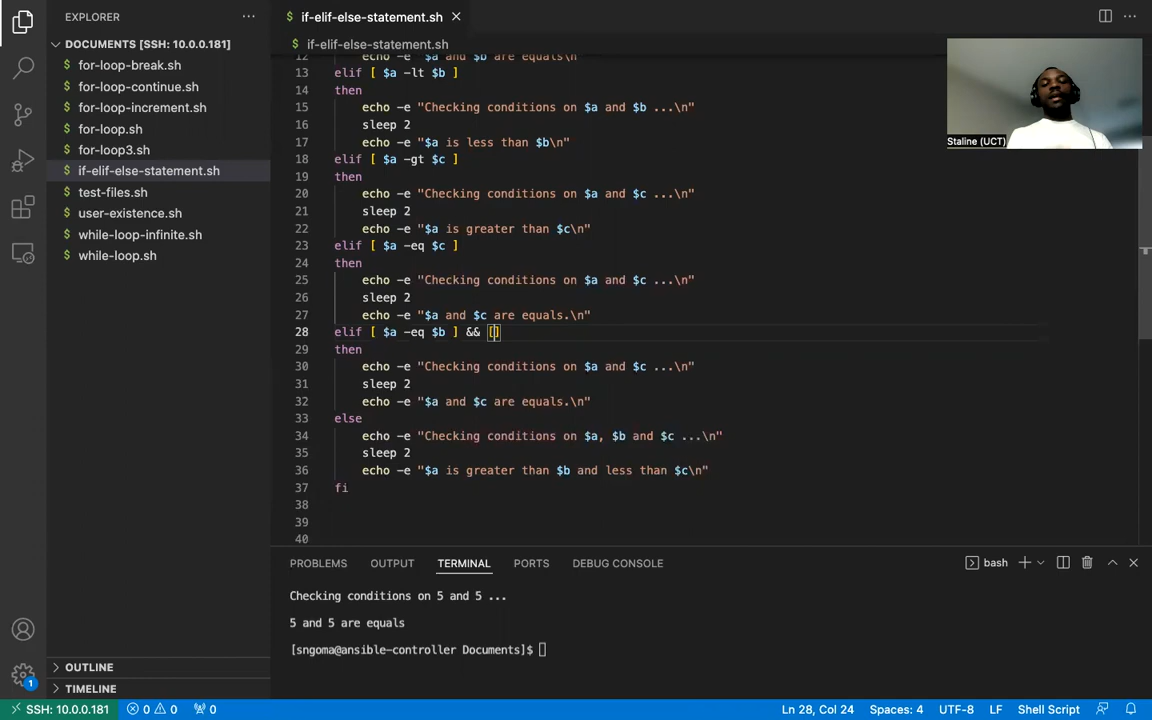 EXPLORER
if-elif-else-statement.sh
DOCUMENTS [SSH: 10.0.0.181]
for-loop-break.sh
for-loop-continue.sh
for-loop-increment.sh
for-loop.sh
for-loop3.sh
if-elif-else-statement.sh
test-files.sh
user-existence.sh
while-loop-infinite.sh
while-loop.sh
OUTLINE
TIMELINE
$ if-elif-else-statement.sh
12 echo -e "$a and $b are equals\n"
13 elif [ $a -lt $b ]
14 then
15 echo -e "Checking conditions on $a and $b ...\n"
16 sleep 2
17 echo -e "$a is less than $b\n"
18 elif [ $a -gt $c ]
19 then
20 echo -e "Checking conditions on $a and $c ...\n"
21 sleep 2
22 echo -e "$a is greater than $c\n"
23 elif [ $a -eq $c ]
24 then
25 echo -e "Checking conditions on $a and $c ...\n"
26 sleep 2
27 echo -e "$a and $c are equals.\n"
28 elif [ $a -eq $b ] && []
29 then
30 echo -e "Checking conditions on $a and $c ...\n"
31 sleep 2
32 echo -e "$a and $c are equals.\n"
33 else
34 echo -e "Checking conditions on $a, $b and $c ...\n"
35 sleep 2
36 echo -e "$a is greater than $b and less than $c\n"
37 fi
38
39
40
Staline (UCT)
PROBLEMS OUTPUT TERMINAL PORTS DEBUG CONSOLE
bash
Checking conditions on 5 and 5 ...
5 and 5 are equals
[sngoma@ansible-controller Documents]$
1
SSH: 10.0.0.181 0 0 0
Ln 28, Col 24 Spaces: 4 UTF-8 LF Shell Script